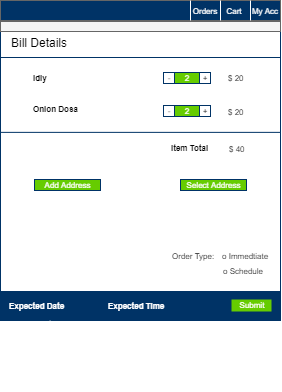 Orders Cart My Acc
Bill Details
Idly - 2 + $ 20
Onion Dosa - 2 + $ 20
Item Total $ 40
Add Address Select Address
Order Type: o Immedtiate
o Schedule
Expected Date Expected Time Submit